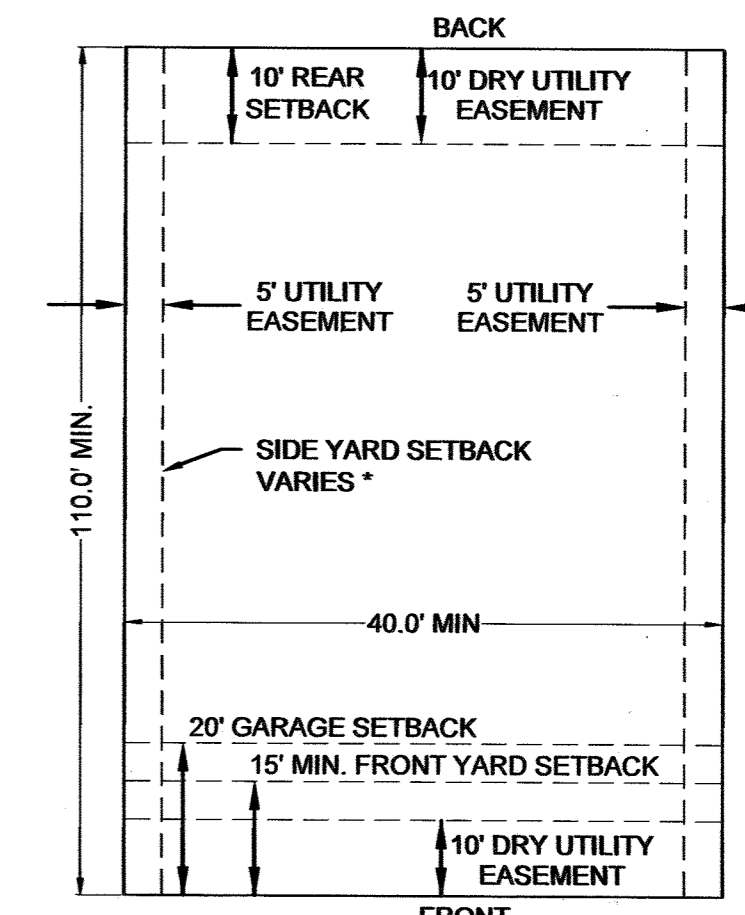 BACK
10' REAR
SETBACK
10' DRY UTILITY
EASEMENT
5' UTILITY
EASEMENT
5' UTILITY
EASEMENT
SIDE YARD SETBACK
VARIES *
110.0' MIN.
40.0' MIN
20' GARAGE SETBACK
15' MIN. FRONT YARD SETBACK
10' DRY UTILITY
EASEMENT
FRONT